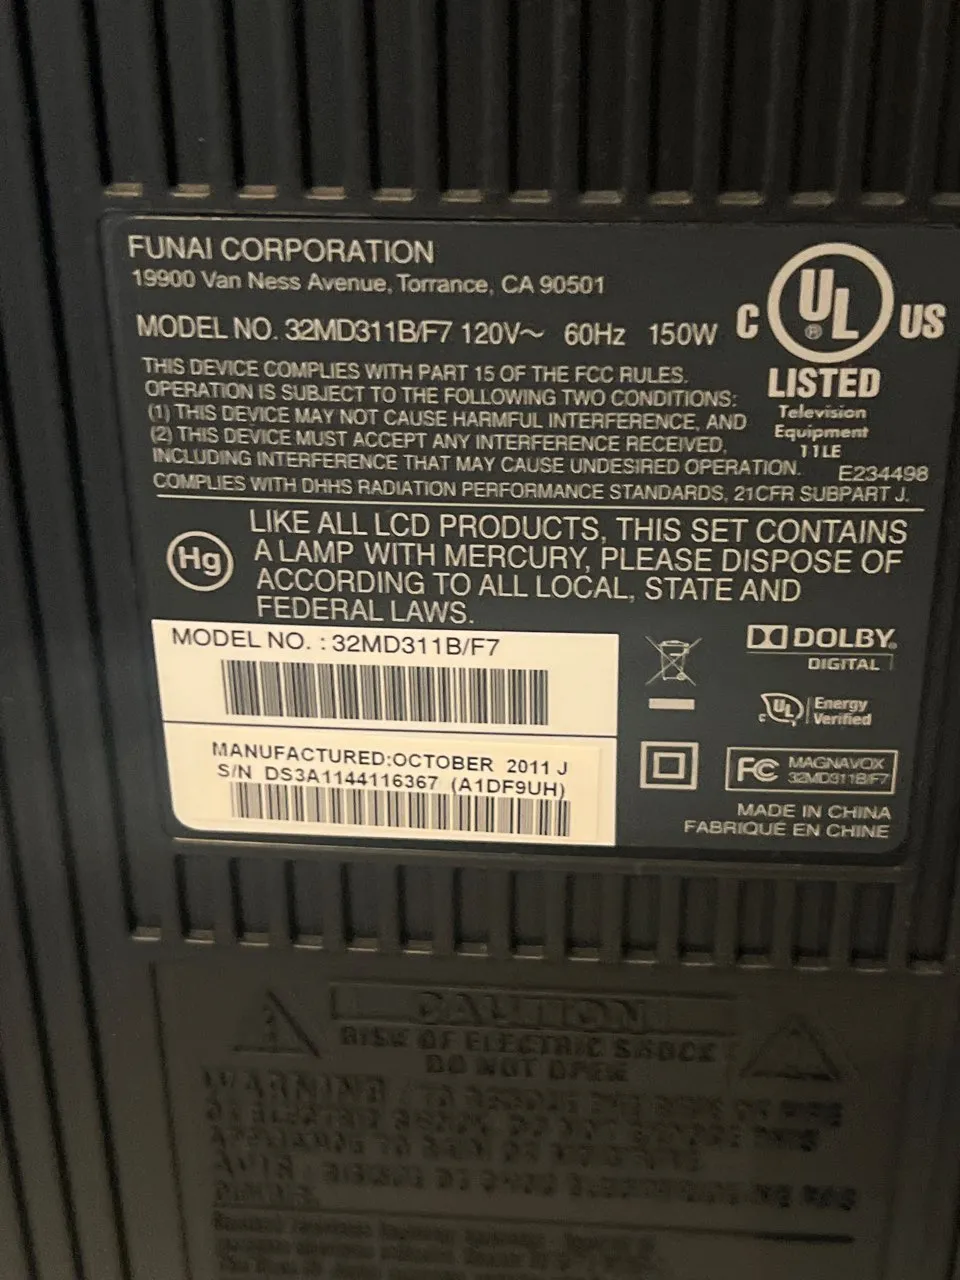 FUNAI CORPORATION
19900 Van Ness Avenue, Torrance, CA 90501
MODEL NO. 32MD311B/F7 120V~ 60Hz 150W
C UL ® US
LISTED
Television
Equipment
11LE
E234498
THIS DEVICE COMPLIES WITH PART 15 OF THE FCC RULES.
OPERATION IS SUBJECT TO THE FOLLOWING TWO CONDITIONS:
(1) THIS DEVICE MAY NOT CAUSE HARMFUL INTERFERENCE, AND
(2) THIS DEVICE MUST ACCEPT ANY INTERFERENCE RECEIVED,
INCLUDING INTERFERENCE THAT MAY CAUSE UNDESIRED OPERATION.
COMPLIES WITH DHHS RADIATION PERFORMANCE STANDARDS, 21CFR SUBPART J.
Hg
LIKE ALL LCD PRODUCTS, THIS SET CONTAINS
A LAMP WITH MERCURY, PLEASE DISPOSE OF
ACCORDING TO ALL LOCAL, STATE AND
FEDERAL LAWS.
MODEL NO. : 32MD311B/F7
MANUFACTURED:OCTOBER 2011 J
S/N DS3A1144116367 (A1DF9UH)
DOLBY®
DIGITAL
C UL Energy
Verified
FC MAGNAVOX
32MD311B/F7
MADE IN CHINA
FABRIQUÉ EN CHINE
CAUTION
RISK OF ELECTRIC SHOCK
DO NOT OPEN
WARNING